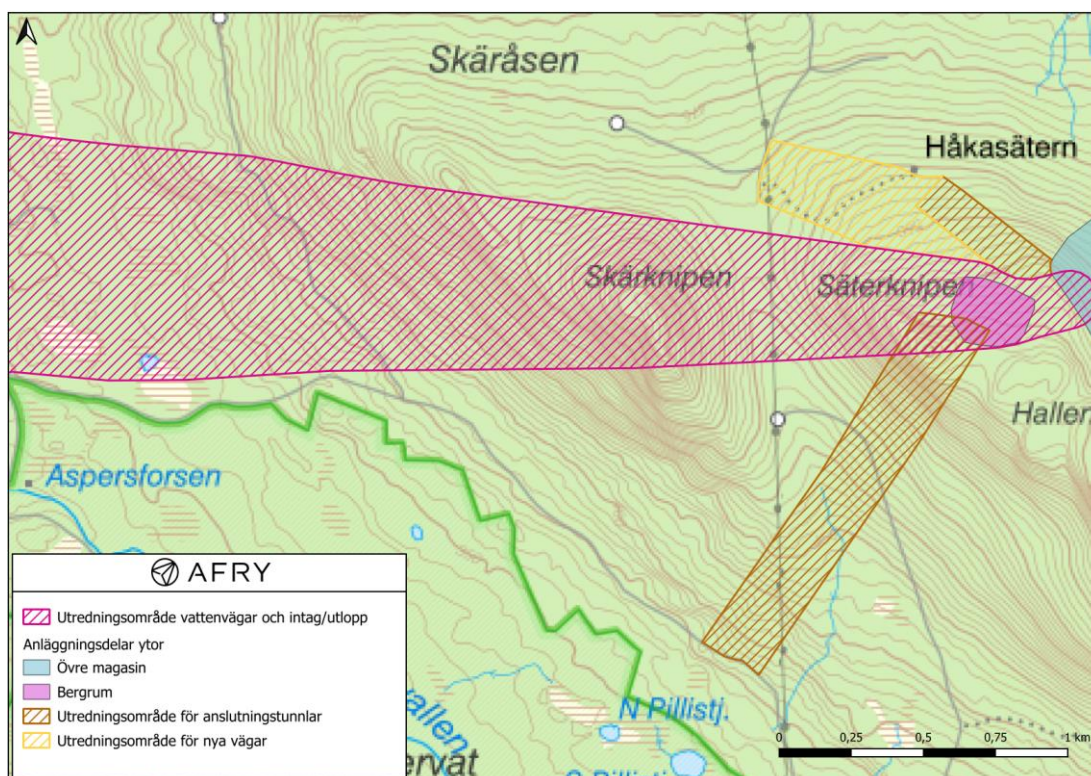 Skäråsen
Håkasätern
Skärknipen
Säterknipen
Haller
Aspersforsen
AFRY
Utredningsområde vattenvägar och intag/utlopp
Anläggningsdelar ytor
Övre magasin
Bergrum
Utredningsområde för anslutningstunnlar
Utredningsområde för nya vägar
N Pillistj.
0 0,25 0,5 0,75 1 km